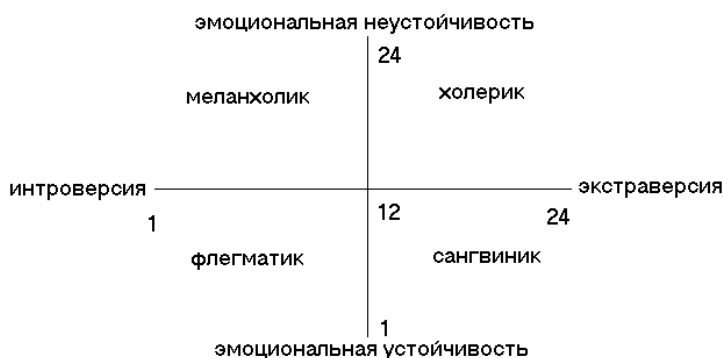 эмоциональная неустойчивость
24
меланхолик
холерик
интроверсия
экстраверсия
1
12
24
флегматик
сангвиник
1
эмоциональная устойчивость